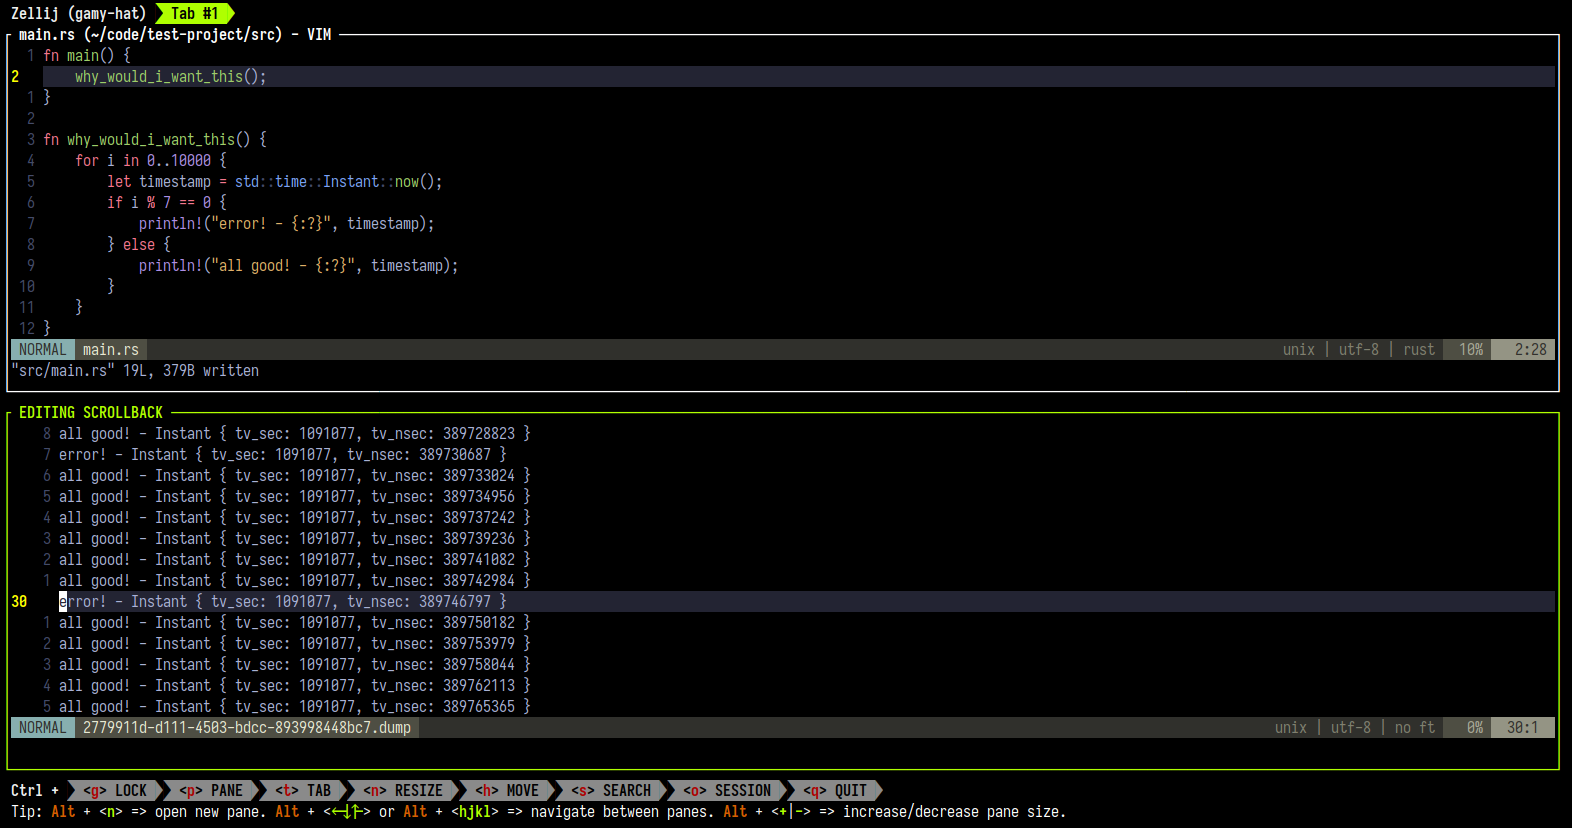 Zellij (gamy-hat) Tab #1
main.rs (~/code/test-project/src) - VIM
1 fn main() {
2 why_would_i_want_this();
1 }
2
3 fn why_would_i_want_this() {
4 for i in 0..10000 {
5 let timestamp = std::time::Instant::now();
6 if i % 7 == 0 {
7 println!("error! - {:?}", timestamp);
8 } else {
9 println!("all good! - {:?}", timestamp);
10 }
11 }
12 }
NORMAL main.rs unix | utf-8 | rust 10% 2:28
"src/main.rs" 19L, 379B written
EDITING SCROLLBACK
8 all good! - Instant { tv_sec: 1091077, tv_nsec: 389728823 }
7 error! - Instant { tv_sec: 1091077, tv_nsec: 389730687 }
6 all good! - Instant { tv_sec: 1091077, tv_nsec: 389733024 }
5 all good! - Instant { tv_sec: 1091077, tv_nsec: 389734956 }
4 all good! - Instant { tv_sec: 1091077, tv_nsec: 389737242 }
3 all good! - Instant { tv_sec: 1091077, tv_nsec: 389739236 }
2 all good! - Instant { tv_sec: 1091077, tv_nsec: 389741082 }
1 all good! - Instant { tv_sec: 1091077, tv_nsec: 389742984 }
30 error! - Instant { tv_sec: 1091077, tv_nsec: 389746797 }
1 all good! - Instant { tv_sec: 1091077, tv_nsec: 389750182 }
2 all good! - Instant { tv_sec: 1091077, tv_nsec: 389753979 }
3 all good! - Instant { tv_sec: 1091077, tv_nsec: 389758044 }
4 all good! - Instant { tv_sec: 1091077, tv_nsec: 389762113 }
5 all good! - Instant { tv_sec: 1091077, tv_nsec: 389765365 }
NORMAL 2779911d-d111-4503-bdcc-893998448bc7.dump unix | utf-8 | no ft 0% 30:1
Ctrl + <g> LOCK <p> PANE <t> TAB <n> RESIZE <h> MOVE <s> SEARCH <o> SESSION <q> QUIT
Tip: Alt + <n> => open new pane. Alt + <←↓↑→> or Alt + <hjkl> => navigate between panes. Alt + <+|-> => increase/decrease pane size.